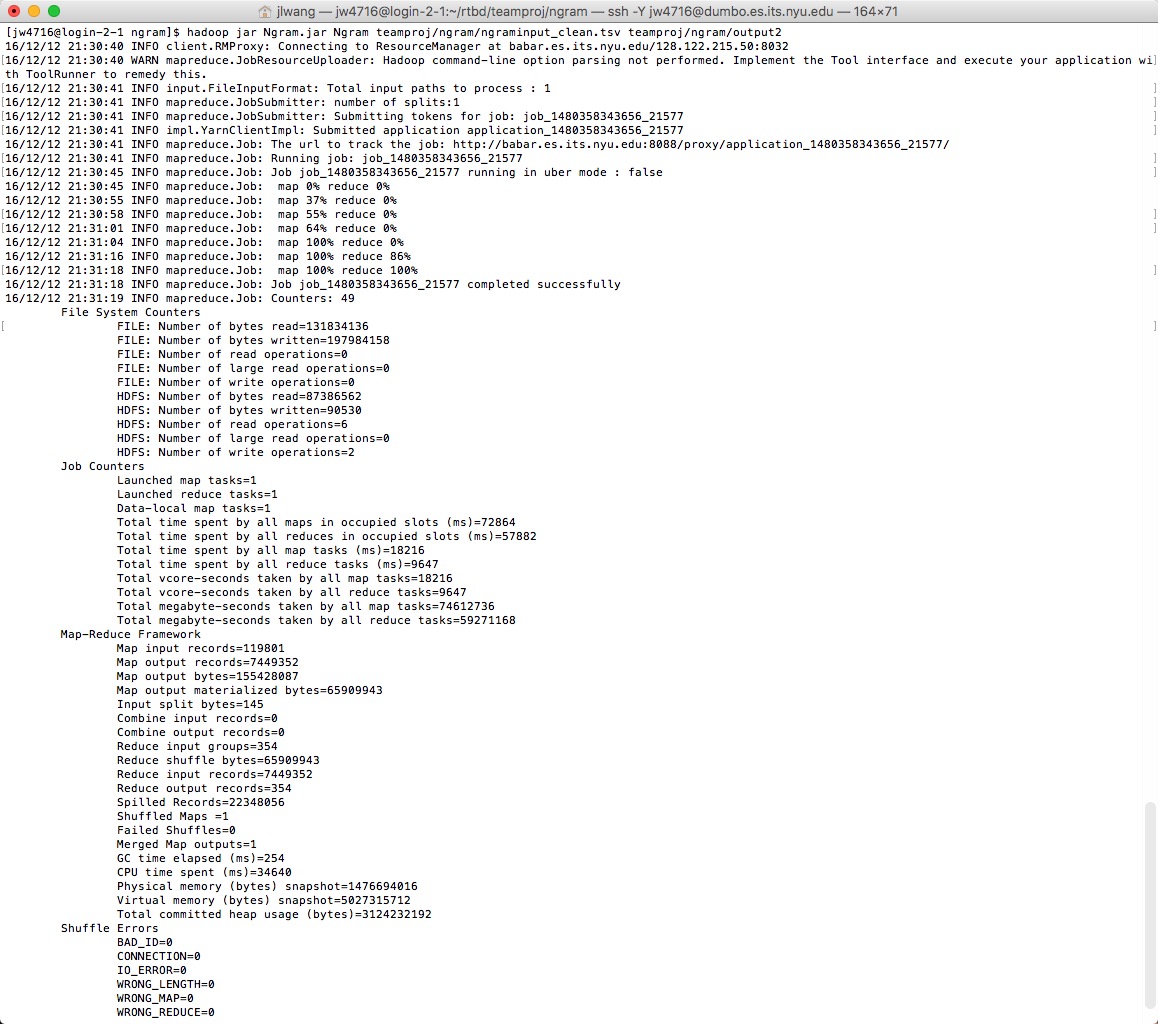 jlwang — jw4716@login-2-1:~/rtbd/teamproj/ngram — ssh -Y jw4716@dumbo.es.its.nyu.edu — 164×71
[jw4716@login-2-1 ngram]$ hadoop jar Ngram.jar Ngram teamproj/ngram/ngraminput_clean.tsv teamproj/ngram/output2
16/12/12 21:30:40 INFO client.RMProxy: Connecting to ResourceManager at babar.es.its.nyu.edu/128.122.215.50:8032
[16/12/12 21:30:40 WARN mapreduce.JobResourceUploader: Hadoop command-line option parsing not performed. Implement the Tool interface and execute your application wi]
th ToolRunner to remedy this.
[16/12/12 21:30:41 INFO input.FileInputFormat: Total input paths to process : 1 ]
[16/12/12 21:30:41 INFO mapreduce.JobSubmitter: number of splits:1 ]
[16/12/12 21:30:41 INFO mapreduce.JobSubmitter: Submitting tokens for job: job_1480358343656_21577 ]
[16/12/12 21:30:41 INFO impl.YarnClientImpl: Submitted application application_1480358343656_21577 ]
[16/12/12 21:30:41 INFO mapreduce.Job: The url to track the job: http://babar.es.its.nyu.edu:8088/proxy/application_1480358343656_21577/ ]
[16/12/12 21:30:41 INFO mapreduce.Job: Running job: job_1480358343656_21577 ]
[16/12/12 21:30:45 INFO mapreduce.Job: Job job_1480358343656_21577 running in uber mode : false ]
16/12/12 21:30:45 INFO mapreduce.Job:  map 0% reduce 0%
16/12/12 21:30:55 INFO mapreduce.Job:  map 37% reduce 0%
[16/12/12 21:30:58 INFO mapreduce.Job:  map 55% reduce 0% ]
[16/12/12 21:31:01 INFO mapreduce.Job:  map 64% reduce 0% ]
16/12/12 21:31:04 INFO mapreduce.Job:  map 100% reduce 0%
16/12/12 21:31:16 INFO mapreduce.Job:  map 100% reduce 86%
[16/12/12 21:31:18 INFO mapreduce.Job:  map 100% reduce 100% ]
16/12/12 21:31:18 INFO mapreduce.Job: Job job_1480358343656_21577 completed successfully
16/12/12 21:31:19 INFO mapreduce.Job: Counters: 49
File System Counters
[ FILE: Number of bytes read=131834136 ]
FILE: Number of bytes written=197984158
FILE: Number of read operations=0
FILE: Number of large read operations=0
FILE: Number of write operations=0
HDFS: Number of bytes read=87386562
HDFS: Number of bytes written=90530
HDFS: Number of read operations=6
HDFS: Number of large read operations=0
HDFS: Number of write operations=2
Job Counters
Launched map tasks=1
Launched reduce tasks=1
Data-local map tasks=1
Total time spent by all maps in occupied slots (ms)=72864
Total time spent by all reduces in occupied slots (ms)=57882
Total time spent by all map tasks (ms)=18216
Total time spent by all reduce tasks (ms)=9647
Total vcore-seconds taken by all map tasks=18216
Total vcore-seconds taken by all reduce tasks=9647
Total megabyte-seconds taken by all map tasks=74612736
Total megabyte-seconds taken by all reduce tasks=59271168
Map-Reduce Framework
Map input records=119801
Map output records=7449352
Map output bytes=155428087
Map output materialized bytes=65909943
Input split bytes=145
Combine input records=0
Combine output records=0
Reduce input groups=354
Reduce shuffle bytes=65909943
Reduce input records=7449352
Reduce output records=354
Spilled Records=22348056
Shuffled Maps =1
Failed Shuffles=0
Merged Map outputs=1
GC time elapsed (ms)=254
CPU time spent (ms)=34640
Physical memory (bytes) snapshot=1476694016
Virtual memory (bytes) snapshot=5027315712
Total committed heap usage (bytes)=3124232192
Shuffle Errors
BAD_ID=0
CONNECTION=0
IO_ERROR=0
WRONG_LENGTH=0
WRONG_MAP=0
WRONG_REDUCE=0